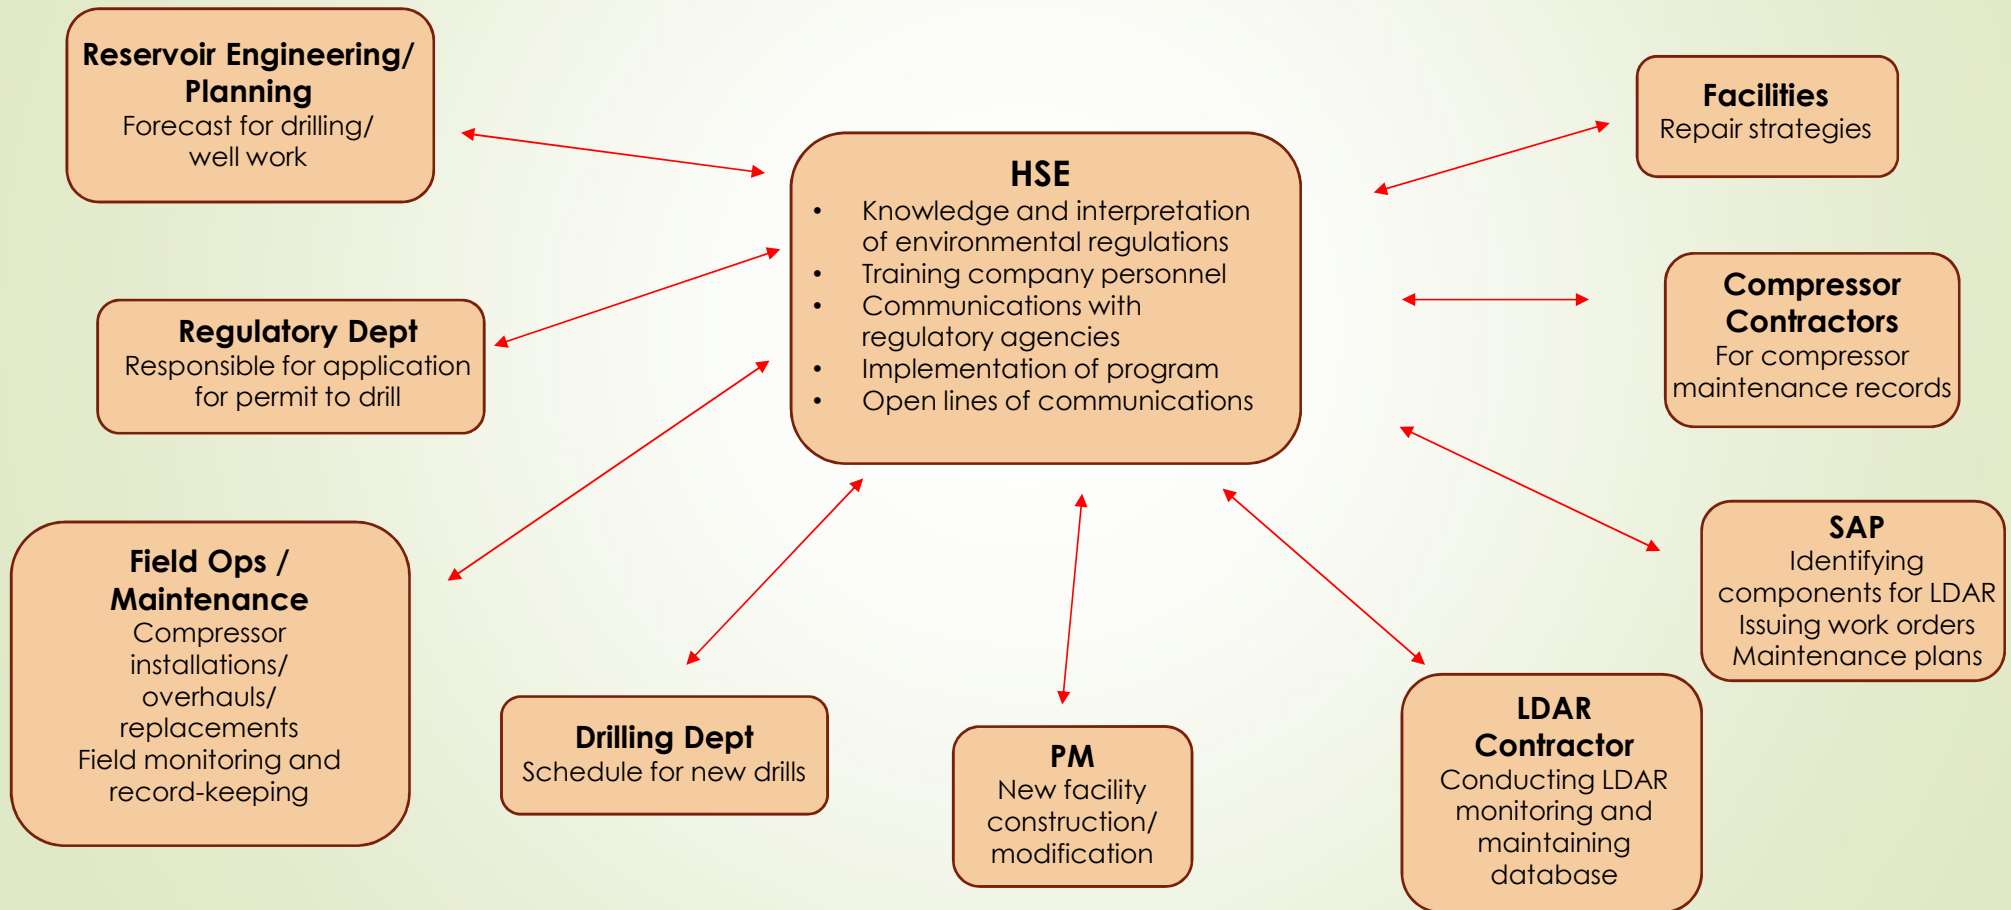 Reservoir Engineering/
Planning
Forecast for drilling/
well work
Regulatory Dept
Responsible for application
for permit to drill
Field Ops /
Maintenance
Compressor
installations/
overhauls/
replacements
Field monitoring and
record-keeping
HSE
• Knowledge and interpretation
of environmental regulations
• Training company personnel
• Communications with
regulatory agencies
• Implementation of program
• Open lines of communications
Drilling Dept
Schedule for new drills
PM
New facility
construction/
modification
LDAR
Contractor
Conducting LDAR
monitoring and
maintaining
database
Facilities
Repair strategies
Compressor
Contractors
For compressor
maintenance records
SAP
Identifying
components for LDAR
Issuing work orders
Maintenance plans